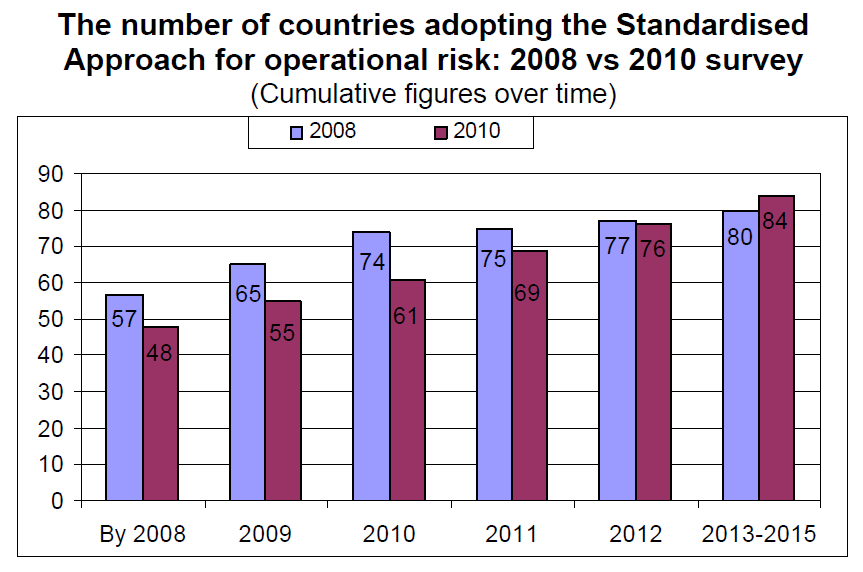 The number of countries adopting the Standardised
Approach for operational risk: 2008 vs 2010 survey
(Cumulative figures over time)
2008 2010
90
80
70
60
50
40
30
20
10
0
57 48 65 55 74 61 75 69 77 76 80 84
By 2008 2009 2010 2011 2012 2013-2015